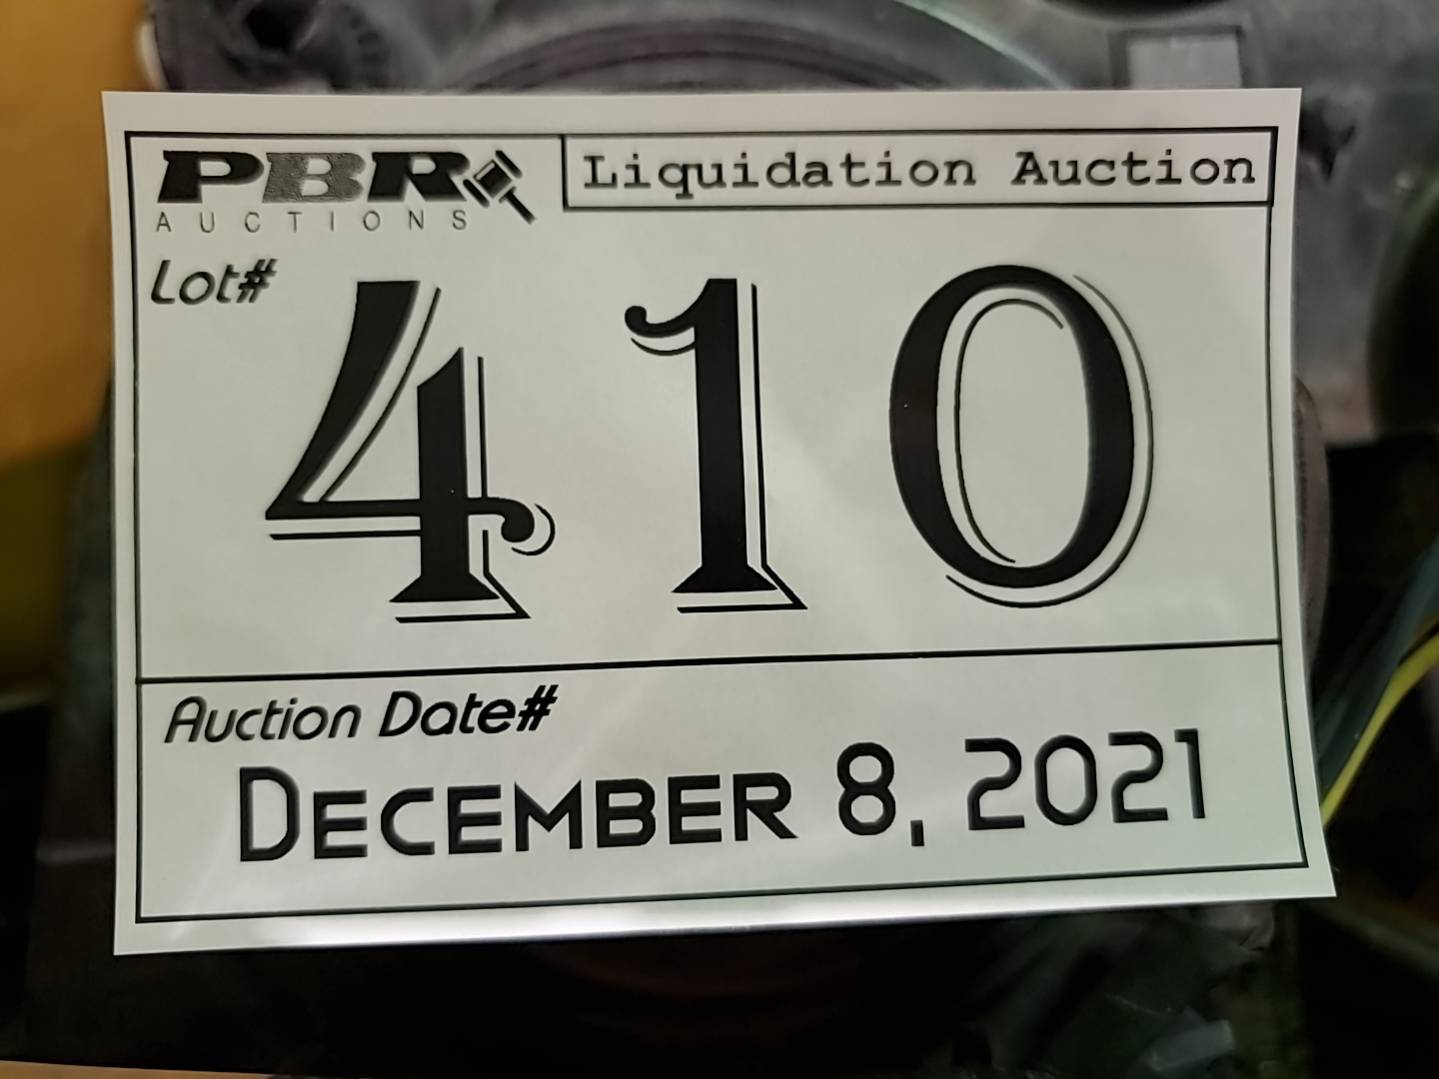 PBR
AUCTIONS
Liquidation Auction
Lot#
410
Auction Date#
DECEMBER 8, 2021